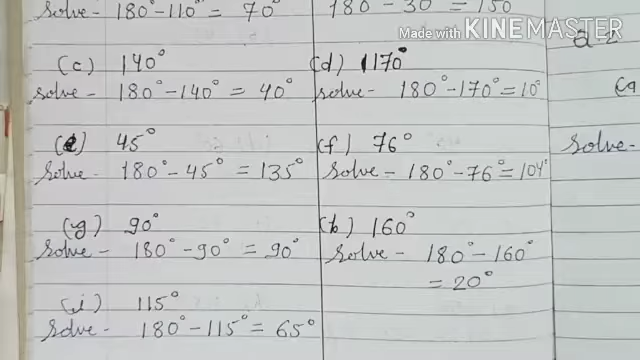 Solve - 180° - 110° = 70°
180 - 30 = 150
Made with KINEMASTER
(c) 140°
Solve - 180° - 140° = 40°
(d) 170°
Solve - 180° - 170° = 10°
(e) 45°
Solve - 180° - 45° = 135°
(f) 76°
Solve - 180° - 76° = 104°
(g) 90°
Solve - 180° - 90° = 90°
(h) 160°
Solve - 180° - 160°
= 20°
(i) 115°
Solve - 180° - 115° = 65°
Q-2
(a
Solve -